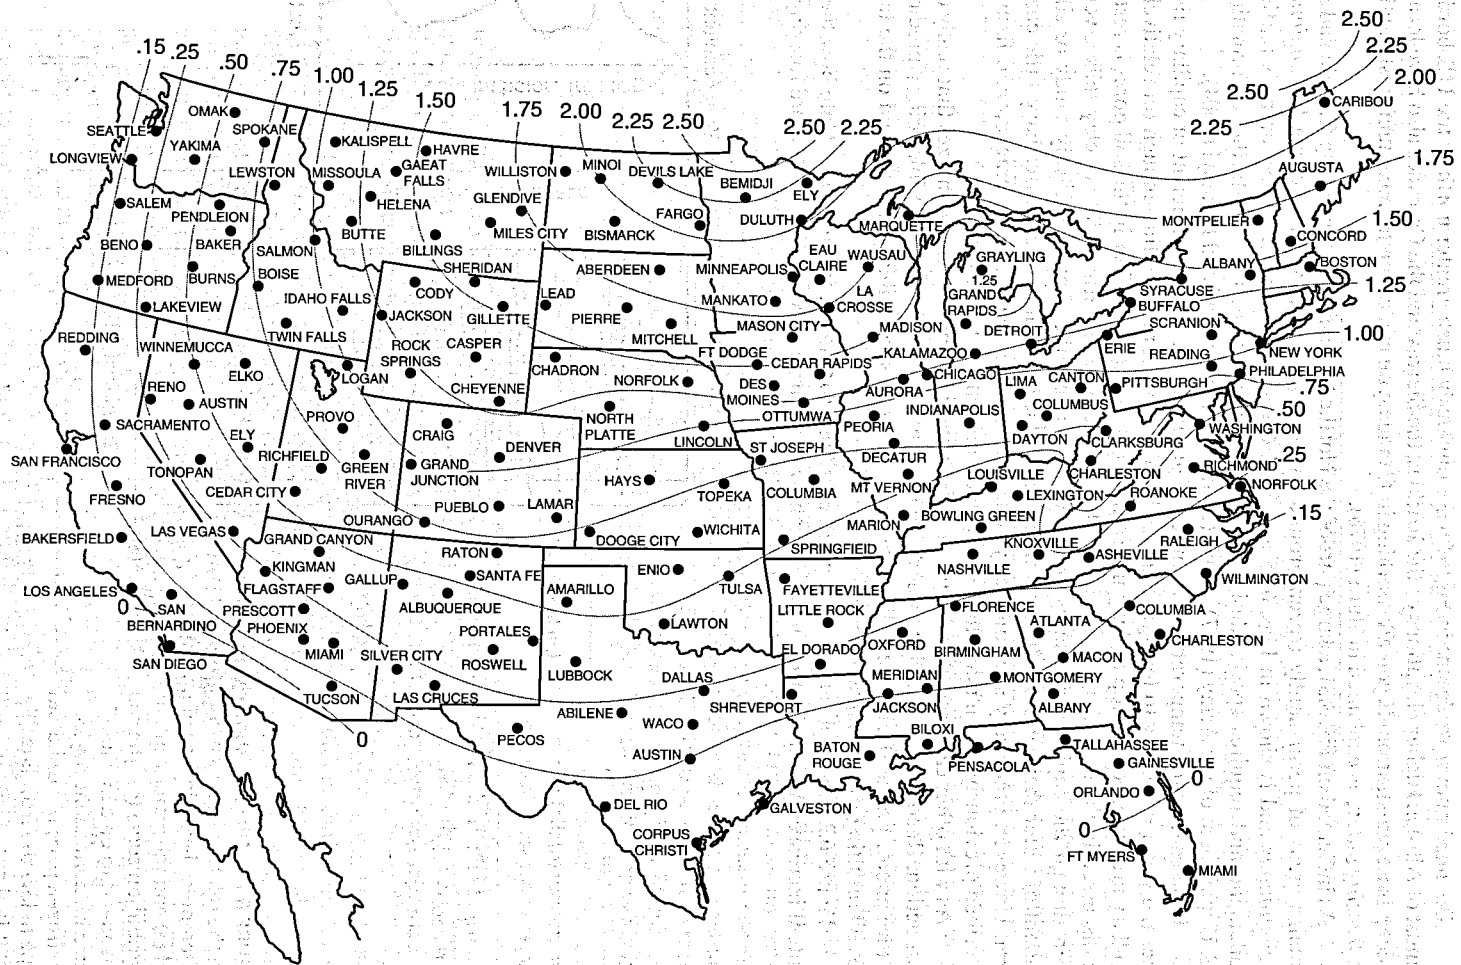 2.50
2.25
2.00
.15 .25 .50 .75 1.00 1.25 1.50 1.75 2.00 2.25 2.50 2.50 2.25
2.50
2.25
1.75
1.50
1.25
1.00
.75
.50
.25
.15
0
0
0
0
1.25
SEATTLE
OMAK
SPOKANE
LONGVIEW
YAKIMA
LEWSTON
SALEM
PENDLEION
BENO
BAKER
MEDFORD
BURNS
LAKEVIEW
KALISPELL
HAVRE
MISSOULA
GAEAT
FALLS
HELENA
BUTTE
BILLINGS
GLENDIVE
MILES CITY
SALMON
BOISE
IDAHO FALLS
TWIN FALLS
WILLISTON
MINOI
DEVILS LAKE
BISMARCK
FARGO
BEMIDJI
ELY
DULUTH
MINNEAPOLIS
MANKATO
SHERIDAN
CODY
GILLETTE
JACKSON
ROCK
SPRINGS
CASPER
CHEYENNE
ABERDEEN
LEAD
PIERRE
MITCHELL
MARQUETTE
EAU
CLAIRE
WAUSAU
LA
CROSSE
MADISON
GRAYLING
GRAND
RAPIDS
DETROIT
KALAMAZOO
CARIBOU
AUGUSTA
MONTPELIER
CONCORD
BOSTON
ALBANY
SYRACUSE
BUFFALO
SCRANION
READING
NEW YORK
PHILADELPHIA
ERIE
PITTSBURGH
REDDING
WINNEMUCCA
ELKO
RENO
AUSTIN
SACRAMENTO
ELY
SAN FRANCISCO
TONOPAN
FRESNO
LAS VEGAS
BAKERSFIELD
LOS ANGELES
SAN
BERNARDINO
SAN DIEGO
LOGAN
PROVO
RICHFIELD
GREEN
RIVER
CEDAR CITY
CRAIG
DENVER
GRAND
JUNCTION
PUEBLO
LAMAR
OURANGO
CHADRON
NORFOLK
NORTH
PLATTE
LINCOLN
FT DODGE
MASON CITY
CEDAR RAPIDS
DES
MOINES
OTTUMWA
AURORA
CHICAGO
PEORIA
DECATUR
MT VERNON
MARION
ST JOSEPH
COLUMBIA
SPRINGFIELD
HAYS
TOPEKA
DOOGE CITY
WICHITA
INDIANAPOLIS
LIMA
CANTON
COLUMBUS
DAYTON
CLARKSBURG
CHARLESTON
WASHINGTON
RICHMOND
NORFOLK
ROANOKE
LOUISVILLE
LEXINGTON
BOWLING GREEN
KNOXVILLE
NASHVILLE
ASHEVILLE
RALEIGH
WILMINGTON
COLUMBIA
CHARLESTON
GRAND CANYON
KINGMAN
FLAGSTAFF
PRESCOTT
PHOENIX
MIAMI
TUCSON
RATON
SANTA FE
GALLUP
ALBUQUERQUE
PORTALES
ROSWELL
SILVER CITY
LAS CRUCES
ENIO
TULSA
LAWTON
AMARILLO
LUBBOCK
DALLAS
ABILENE
WACO
PECOS
AUSTIN
DEL RIO
CORPUS
CHRISTI
GALVESTON
FAYETTEVILLE
LITTLE ROCK
EL DORADO
SHREVEPORT
BATON
ROUGE
OXFORD
MERIDIAN
JACKSON
BILOXI
FLORENCE
BIRMINGHAM
MONTGOMERY
ATLANTA
MACON
ALBANY
PENSACOLA
TALLAHASSEE
GAINESVILLE
ORLANDO
FT MYERS
MIAMI